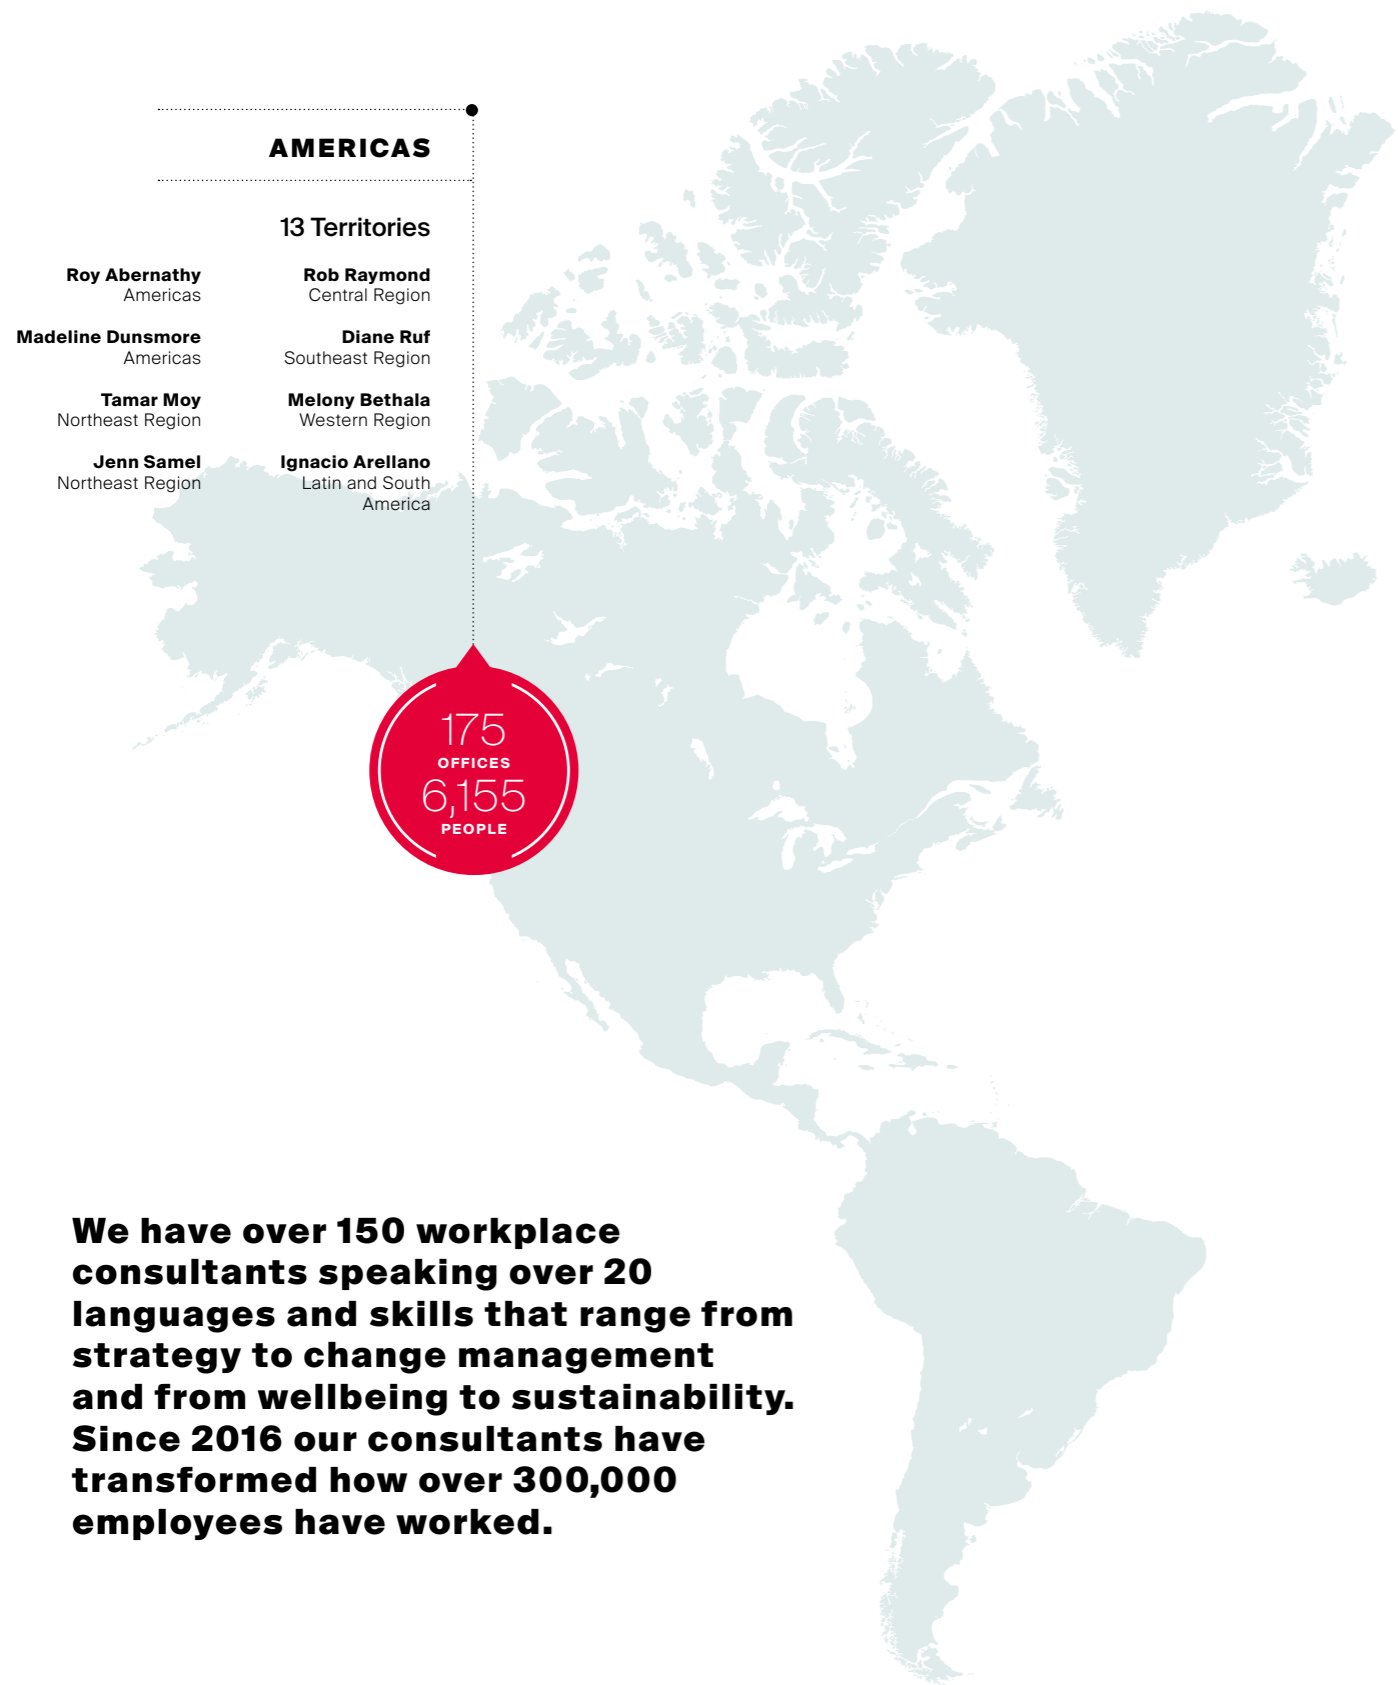 AMERICAS
13 Territories
Roy Abernathy
Americas
Madeline Dunsmore
Americas
Tamar Moy
Northeast Region
Jenn Samel
Northeast Region
Rob Raymond
Central Region
Diane Ruf
Southeast Region
Melony Bethala
Western Region
Ignacio Arellano
Latin and South
America
175
OFFICES
6,155
PEOPLE
We have over 150 workplace
consultants speaking over 20
languages and skills that range from
strategy to change management
and from wellbeing to sustainability.
Since 2016 our consultants have
transformed how over 300,000
employees have worked.